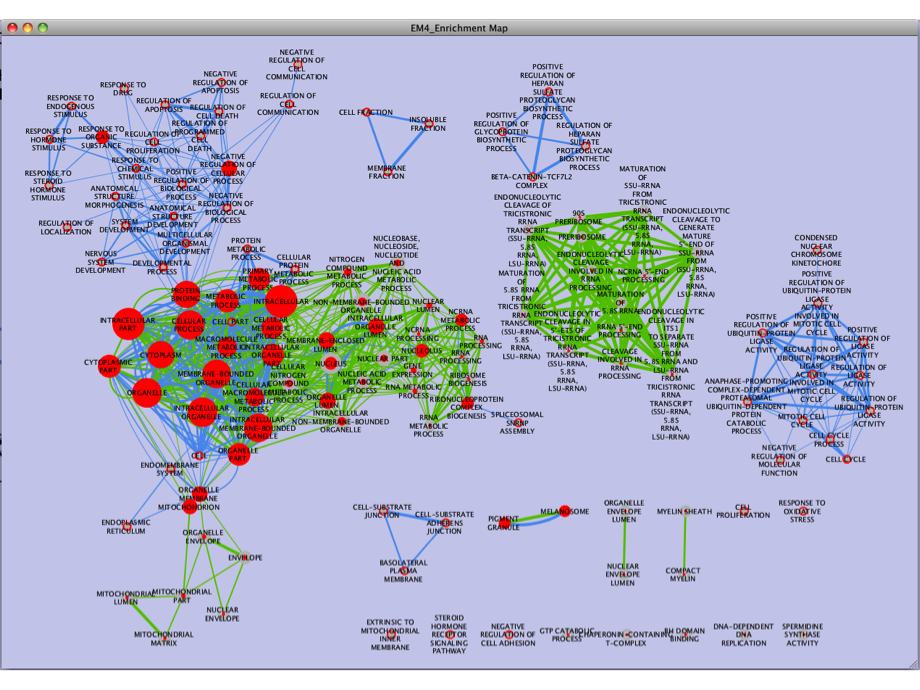 EM4_Enrichment Map
NEGATIVE
REGULATION OF
CELL
COMMUNICATION
REGULATION OF
CELL
COMMUNICATION
RESPONSE TO
DRUG
NEGATIVE
REGULATION OF
APOPTOSIS
RESPONSE TO
ENDOGENOUS
STIMULUS
REGULATION OF
APOPTOSIS
REGULATION OF
CELL DEATH
RESPONSE TO
HORMONE
STIMULUS
RESPONSE TO
ORGANIC
SUBSTANCE
REGULATION OF
CELL
PROLIFERATION
REGULATION OF
PROGRAMMED
CELL
DEATH
RESPONSE TO
CHEMICAL
STIMULUS
NEGATIVE
REGULATION OF
CELLULAR
PROCESS
RESPONSE TO
STEROID
HORMONE
STIMULUS
POSITIVE
REGULATION OF
BIOLOGICAL
PROCESS
ANATOMICAL
STRUCTURE
MORPHOGENESIS
NEGATIVE
REGULATION OF
BIOLOGICAL
PROCESS
ANATOMICAL
STRUCTURE
DEVELOPMENT
REGULATION OF
LOCALIZATION
SYSTEM
DEVELOPMENT
MULTICELLULAR
ORGANISMAL
DEVELOPMENT
NERVOUS
SYSTEM
DEVELOPMENT
DEVELOPMENTAL
PROCESS
CELL FRACTION
INSOLUBLE
FRACTION
MEMBRANE
FRACTION
POSITIVE
REGULATION OF
HEPARAN
SULFATE
PROTEOGLYCAN
BIOSYNTHETIC
PROCESS
POSITIVE
REGULATION OF
GLYCOPROTEIN
BIOSYNTHETIC
PROCESS
REGULATION OF
HEPARAN
SULFATE
PROTEOGLYCAN
BIOSYNTHETIC
PROCESS
BETA-CATENIN-TCF7L2
COMPLEX
MATURATION
OF
SSU-RRNA
FROM
TRICISTRONIC
RRNA
TRANSCRIPT
(SSU-RRNA,
5.8S
RRNA,
LSU-RRNA)
ENDONUCLEOLYTIC
CLEAVAGE OF
TRICISTRONIC
RRNA
TRANSCRIPT
(SSU-RRNA,
5.8S
RRNA,
LSU-RRNA)
90S
PRERIBOSOME
PRERIBOSOME
ENDONUCLEOLYTIC
CLEAVAGE TO
GENERATE
MATURE
5'-END OF
SSU-RRNA
FROM
(SSU-RRNA,
5.8S
RRNA,
LSU-RRNA)
ENDONUCLEOLYTIC
CLEAVAGE
INVOLVED IN
RRNA
PROCESSING
NCRNA 5'-END
PROCESSING
MATURATION
OF
5.8S RRNA
FROM
TRICISTRONIC
RRNA
TRANSCRIPT
(SSU-RRNA,
5.8S
RRNA,
LSU-RRNA)
MATURATION
OF
5.8S RRNA
ENDONUCLEOLYTIC
CLEAVAGE IN
5'-ETS OF
TRICISTRONIC
RRNA
TRANSCRIPT
(SSU-RRNA,
5.8S
RRNA,
LSU-RRNA)
RRNA 5'-END
PROCESSING
CLEAVAGE
INVOLVED IN
RRNA
PROCESSING
ENDONUCLEOLYTIC
CLEAVAGE IN
ITS1
TO SEPARATE
SSU-RRNA
FROM
5.8S RRNA AND
LSU-RRNA
FROM
TRICISTRONIC
RRNA
TRANSCRIPT
(SSU-RRNA,
5.8S
RRNA,
LSU-RRNA)
CONDENSED
NUCLEAR
CHROMOSOME
KINETOCHORE
POSITIVE
REGULATION OF
UBIQUITIN-PROTEIN
LIGASE
ACTIVITY
INVOLVED IN
MITOTIC CELL
CYCLE
POSITIVE
REGULATION OF
LIGASE
ACTIVITY
POSITIVE
REGULATION OF
UBIQUITIN-PROTEIN
LIGASE
ACTIVITY
REGULATION OF
UBIQUITIN-PROTEIN
LIGASE
ACTIVITY
INVOLVED IN
MITOTIC CELL
CYCLE
REGULATION OF
LIGASE
ACTIVITY
ANAPHASE-PROMOTING
COMPLEX-DEPENDENT
PROTEASOMAL
UBIQUITIN-DEPENDENT
PROTEIN
CATABOLIC
PROCESS
REGULATION OF
UBIQUITIN-PROTEIN
LIGASE
ACTIVITY
MITOTIC CELL
CYCLE
CELL CYCLE
PROCESS
NEGATIVE
REGULATION OF
MOLECULAR
FUNCTION
CELL CYCLE
PROTEIN
METABOLIC
PROCESS
CELLULAR
PROTEIN
METABOLIC
PROCESS
PRIMARY
METABOLIC
PROCESS
NITROGEN
COMPOUND
METABOLIC
PROCESS
NUCLEOBASE,
NUCLEOSIDE,
NUCLEOTIDE
AND
NUCLEIC ACID
METABOLIC
PROCESS
PROTEIN
BINDING
METABOLIC
PROCESS
INTRACELLULAR
NON-MEMBRANE-BOUNDED
ORGANELLE
NUCLEAR
LUMEN
INTRACELLULAR
PART
CELLULAR
PROCESS
CELL PART
CELLULAR
METABOLIC
PROCESS
INTRACELLULAR
ORGANELLE
LUMEN
NCRNA
METABOLIC
PROCESS
MACROMOLECULE
METABOLIC
PROCESS
MEMBRANE-ENCLOSED
LUMEN
NCRNA
PROCESSING
RNA
PROCESSING
CYTOPLASM
INTRACELLULAR
ORGANELLE
PART
NUCLEOLUS
RRNA
PROCESSING
CYTOPLASMIC
PART
NUCLEUS
NUCLEAR PART
GENE
EXPRESSION
MEMBRANE-BOUNDED
ORGANELLE
CELLULAR
NITROGEN
COMPOUND
METABOLIC
PROCESS
NUCLEIC ACID
METABOLIC
PROCESS
RNA METABOLIC
PROCESS
RIBOSOME
BIOGENESIS
ORGANELLE
CELLULAR
MACROMOLECULE
METABOLIC
PROCESS
ORGANELLE
LUMEN
RIBONUCLEOPROTEIN
COMPLEX
BIOGENESIS
INTRACELLULAR
ORGANELLE
INTRACELLULAR
NON-MEMBRANE-BOUNDED
ORGANELLE
RRNA
METABOLIC
PROCESS
SPLICEOSOMAL
SNRNP
ASSEMBLY
INTRACELLULAR
MEMBRANE-BOUNDED
ORGANELLE
ORGANELLE
PART
CELL
ENDOMEMBRANE
SYSTEM
ORGANELLE
MEMBRANE
MITOCHONDRION
ENDOPLASMIC
RETICULUM
ORGANELLE
ENVELOPE
ENVELOPE
MITOCHONDRIAL
LUMEN
MITOCHONDRIAL
PART
NUCLEAR
ENVELOPE
MITOCHONDRIAL
MATRIX
CELL-SUBSTRATE
JUNCTION
CELL-SUBSTRATE
ADHERENS
JUNCTION
BASOLATERAL
PLASMA
MEMBRANE
PIGMENT
GRANULE
MELANOSOME
ORGANELLE
ENVELOPE
LUMEN
NUCLEAR
ENVELOPE
LUMEN
MYELIN SHEATH
COMPACT
MYELIN
CELL
PROLIFERATION
RESPONSE TO
OXIDATIVE
STRESS
EXTRINSIC TO
MITOCHONDRIAL
INNER
MEMBRANE
STEROID
HORMONE
RECEPTOR
SIGNALING
PATHWAY
NEGATIVE
REGULATION OF
CELL ADHESION
GTP CATABOLIC
PROCESS
CHAPERONIN-CONTAINING
T-COMPLEX
DOMAIN
BINDING
DNA-DEPENDENT
DNA
REPLICATION
SPERMIDINE
SYNTHASE
ACTIVITY